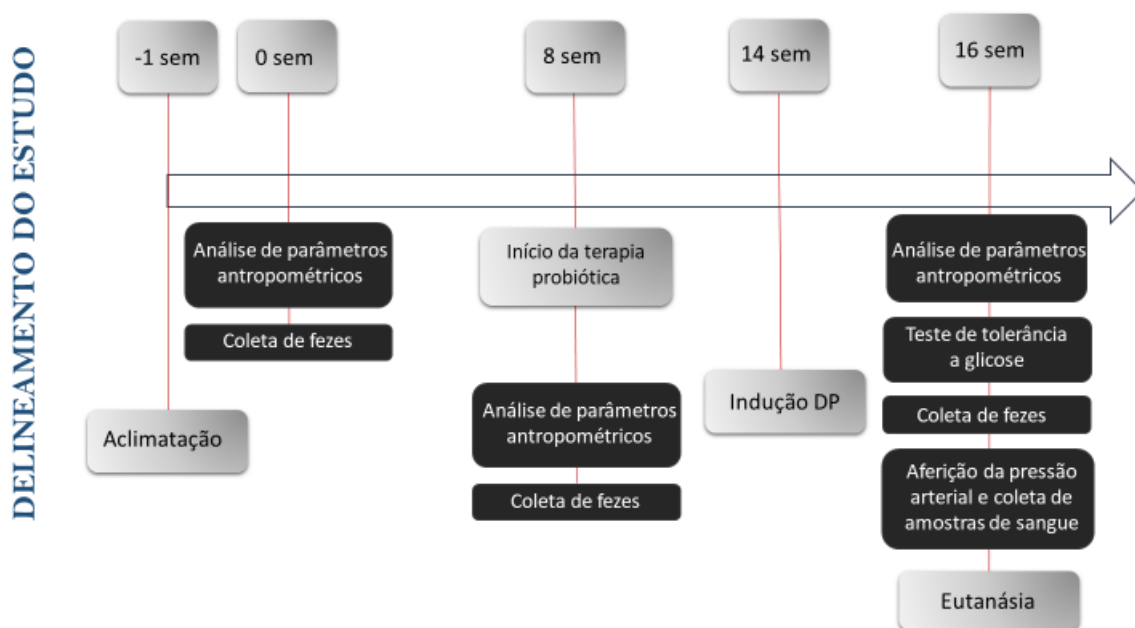 DELINEAMENTO DO ESTUDO
-1 sem
0 sem
8 sem
14 sem
16 sem
Análise de parâmetros
antropométricos
Coleta de fezes
Aclimatação
Início da terapia
probiótica
Análise de parâmetros
antropométricos
Coleta de fezes
Indução DP
Análise de parâmetros
antropométricos
Teste de tolerância
a glicose
Coleta de fezes
Aferição da pressão
arterial e coleta de
amostras de sangue
Eutanásia